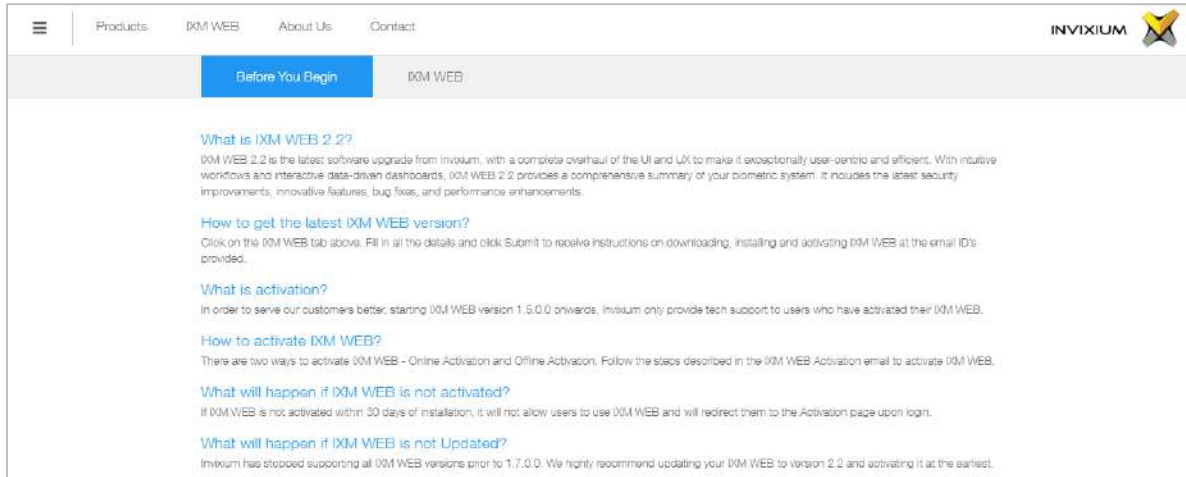 Products IXM WEB About Us Contact INVIXIUM
Before You Begin IXM WEB
What is IXM WEB 2.2?
IXM WEB 2.2 is the latest software upgrade from Invixium, with a complete overhaul of the UI and UX to make it exceptionally user-centric and efficient. With intuitive
workflows and interactive data-driven dashboards, IXM WEB 2.2 provides a comprehensive summary of your biometric system. It includes the latest security
improvements, innovative features, bug fixes, and performance enhancements.
How to get the latest IXM WEB version?
Click on the IXM WEB tab above. Fill in all the details and click Submit to receive instructions on downloading, installing and activating IXM WEB at the email ID's
provided.
What is activation?
In order to serve our customers better, starting IXM WEB version 1.5.0.0 onwards, Invixium only provide tech support to users who have activated their IXM WEB.
How to activate IXM WEB?
There are two ways to activate IXM WEB - Online Activation and Offline Activation. Follow the steps described in the IXM WEB Activation email to activate IXM WEB.
What will happen if IXM WEB is not activated?
If IXM WEB is not activated within 30 days of installation, it will not allow users to use IXM WEB and will redirect them to the Activation page upon login.
What will happen if IXM WEB is not Updated?
Invixium has stopped supporting all IXM WEB versions prior to 1.7.0.0. We highly recommend updating your IXM WEB to version 2.2 and activating it at the earliest.